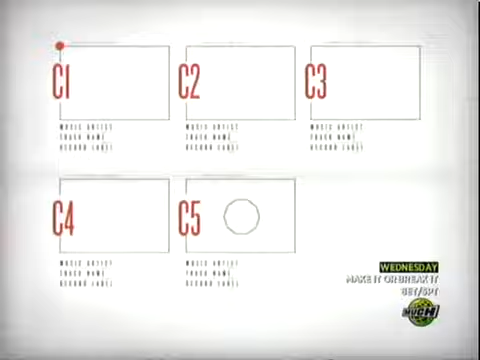 C1
C2
C3
MUSIC ARTIST
MUSIC ARTIST
MUSIC ARTIST
TRACK NAME
TRACK NAME
TRACK NAME
RECORD LABEL
RECORD LABEL
RECORD LABEL
C4
C5
MUSIC ARTIST
MUSIC ARTIST
TRACK NAME
TRACK NAME
RECORD LABEL
RECORD LABEL
WEDNESDAY
MAKE IT OR BREAK IT
8ET/5PT
MUCH